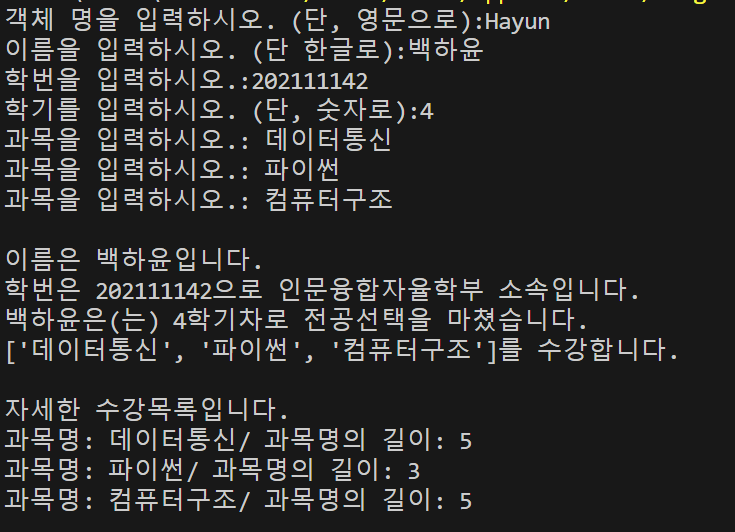 객체 명을 입력하시오. (단, 영문으로):Hayun
이름을 입력하시오. (단 한글로):백하윤
학번을 입력하시오.:202111142
학기를 입력하시오. (단, 숫자로):4
과목을 입력하시오.: 데이터통신
과목을 입력하시오.: 파이썬
과목을 입력하시오.: 컴퓨터구조
이름은 백하윤입니다.
학번은 202111142으로 인문융합자율학부 소속입니다.
백하윤은(는) 4학기차로 전공선택을 마쳤습니다.
['데이터통신', '파이썬', '컴퓨터구조']를 수강합니다.
자세한 수강목록입니다.
과목명: 데이터통신/ 과목명의 길이: 5
과목명: 파이썬/ 과목명의 길이: 3
과목명: 컴퓨터구조/ 과목명의 길이: 5